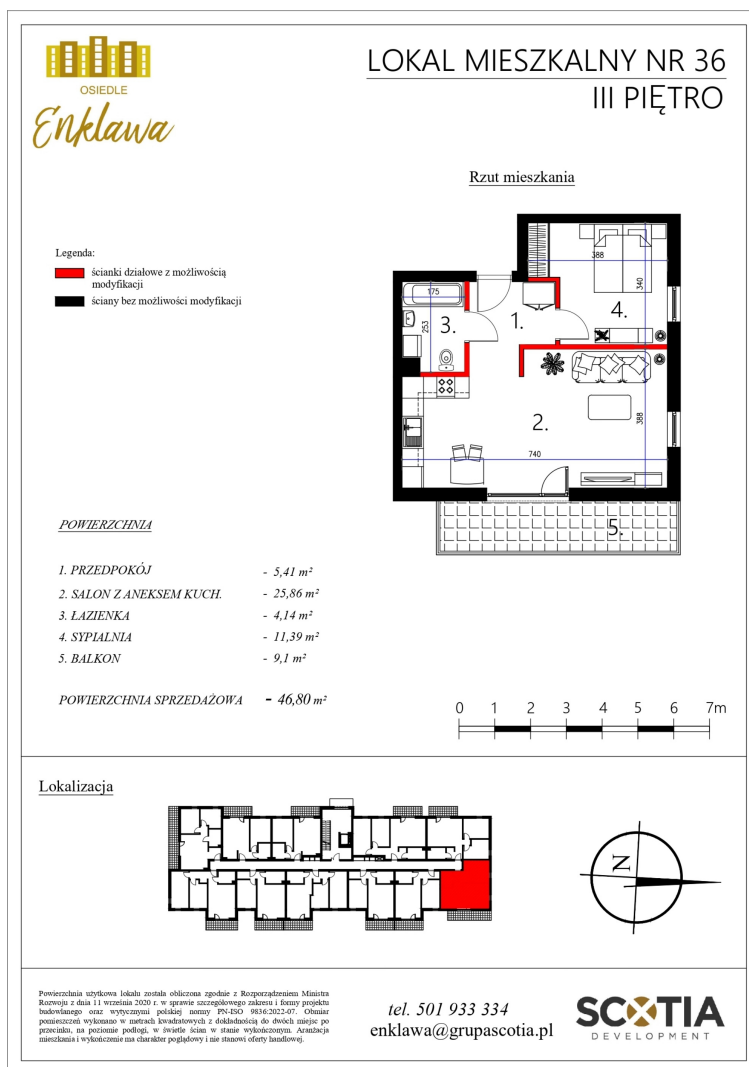 OSIEDLE
Enklawa
LOKAL MIESZKALNY NR 36
III PIĘTRO
Rzut mieszkania
Legenda:
ścianki działowe z możliwością
modyfikacji
ściany bez możliwości modyfikacji
388
340
4.
175
253
3.
1.
2.
388
740
5.
POWIERZCHNIA
1. PRZEDPOKÓJ - 5,41 m²
2. SALON Z ANEKSEM KUCH. - 25,86 m²
3. ŁAZIENKA - 4,14 m²
4. SYPIALNIA - 11,39 m²
5. BALKON - 9,1 m²
POWIERZCHNIA SPRZEDAŻOWA - 46,80 m²
0 1 2 3 4 5 6 7m
Lokalizacja
N
Powierzchnia użytkowa lokalu została obliczona zgodnie z Rozporządzeniem Ministra
Rozwoju z dnia 11 września 2020 r. w sprawie szczegółowego zakresu i formy projektu
budowlanego oraz wytycznymi polskiej normy PN-ISO 9836:2022-07. Obmiar
pomieszczeń wykonano w metrach kwadratowych z dokładnością do dwóch miejsc po
przecinku, na poziomie podłogi, w świetle ścian w stanie wykończonym. Aranżacja
mieszkania i wykończenie ma charakter poglądowy i nie stanowi oferty handlowej.
tel. 501 933 334
enklawa@grupascotia.pl
SCOTIA
DEVELOPMENT